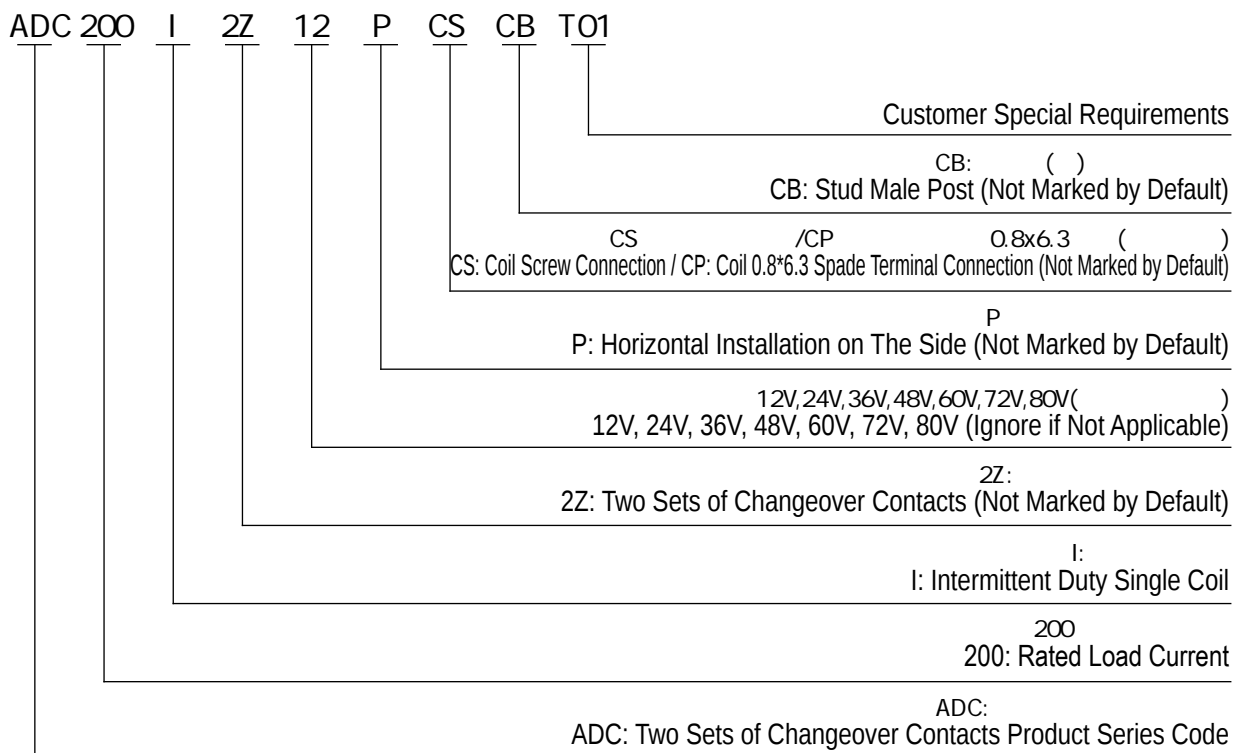 ADC 200 I 2Z 12 P CS CB T01
Customer Special Requirements
CB: ( )
CB: Stud Male Post (Not Marked by Default)
CS /CP 0.8x6.3 ( )
CS: Coil Screw Connection / CP: Coil 0.8*6.3 Spade Terminal Connection (Not Marked by Default)
P
P: Horizontal Installation on The Side (Not Marked by Default)
12V,24V,36V,48V,60V,72V,80V( )
12V, 24V, 36V, 48V, 60V, 72V, 80V (Ignore if Not Applicable)
2Z:
2Z: Two Sets of Changeover Contacts (Not Marked by Default)
I:
I: Intermittent Duty Single Coil
200
200: Rated Load Current
ADC:
ADC: Two Sets of Changeover Contacts Product Series Code